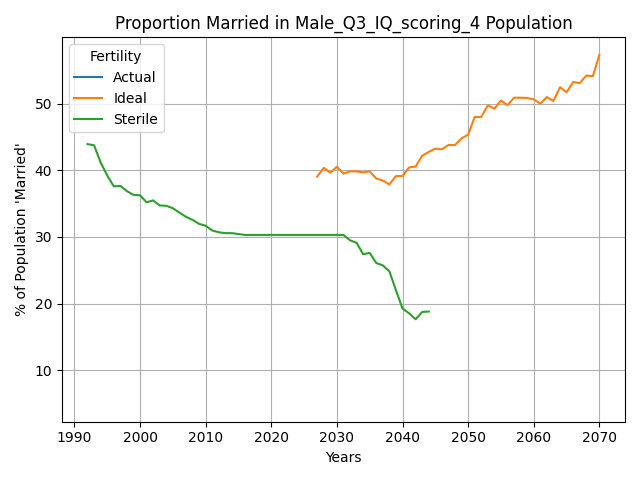 Proportion Married in Male_Q3_IQ_scoring_4 Population
Fertility
Actual
Ideal
Sterile
% of Population 'Married'
50
40
30
20
10
1990 2000 2010 2020 2030 2040 2050 2060 2070
Years